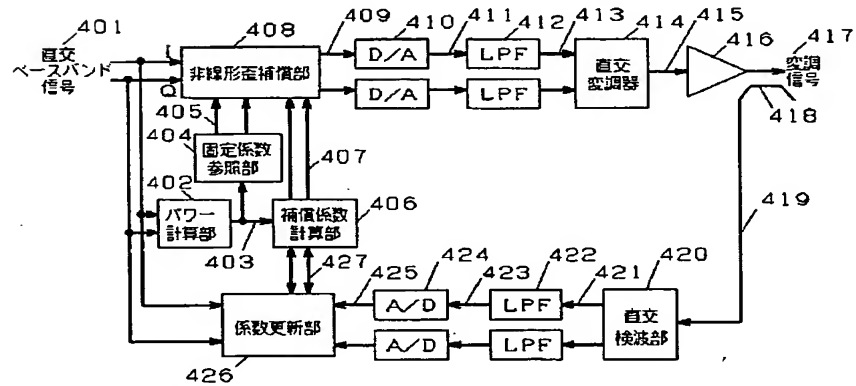 401
直交
ベースバンド
信号
I
Q
408
非線形歪補償部
409
410
D/A
D/A
411
412
LPF
LPF
413
414
直交
変調器
415
416
417
変調
信号
418
405
404
固定係数
参照部
407
402
パワー
計算部
403
補償係数
計算部
406
419
427
425
424
A/D
A/D
423
422
LPF
LPF
421
420
直交
検波部
係数更新部
426